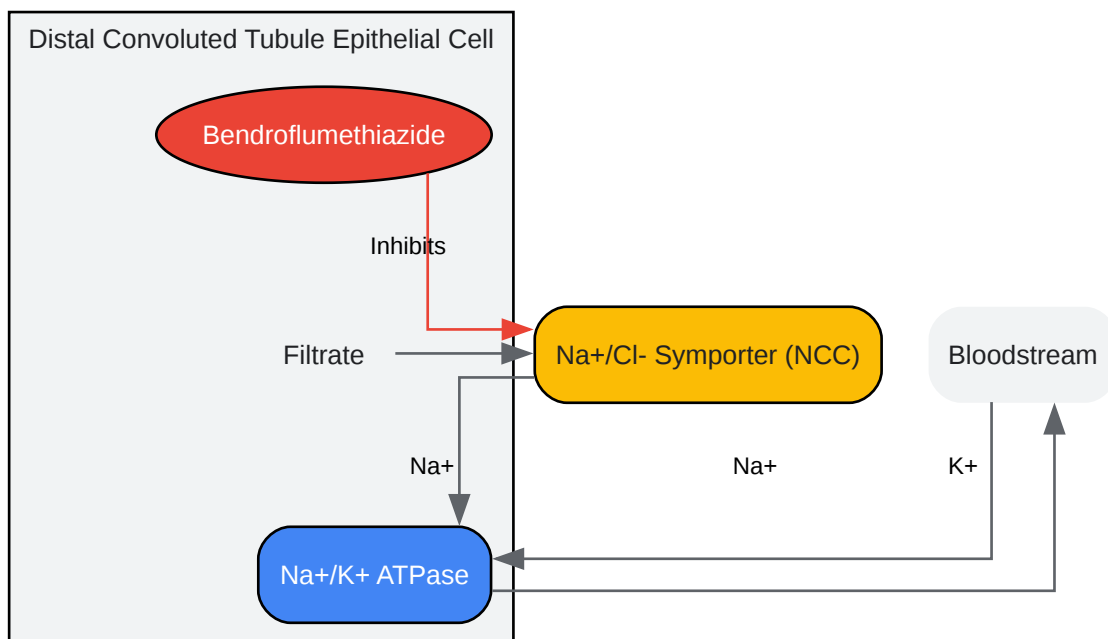 Distal Convoluted Tubule Epithelial Cell
Bendroflumethiazide
Inhibits
Filtrate
Na+/Cl- Symporter (NCC)
Bloodstream
Na+
Na+
K+
Na+/K+ ATPase